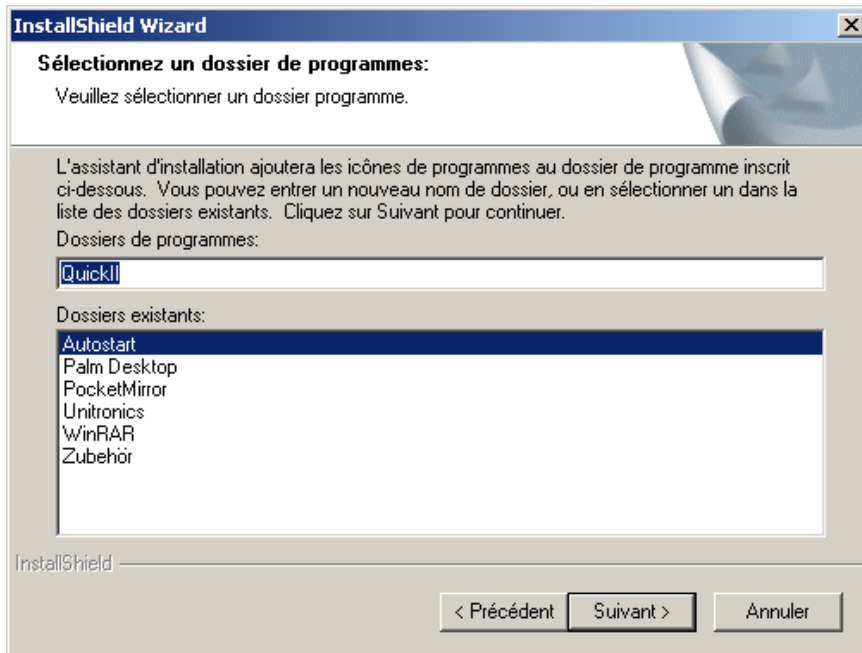 InstallShield Wizard
Sélectionnez un dossier de programmes:
Veuillez sélectionner un dossier programme.
L'assistant d'installation ajoutera les icônes de programmes au dossier de programme inscrit
ci-dessous. Vous pouvez entrer un nouveau nom de dossier, ou en sélectionner un dans la
liste des dossiers existants. Cliquez sur Suivant pour continuer.
Dossiers de programmes:
QuickII
Dossiers existants:
Autostart
Palm Desktop
PocketMirror
Unitronics
WinRAR
Zubehör
InstallShield
< Précédent Suivant > Annuler